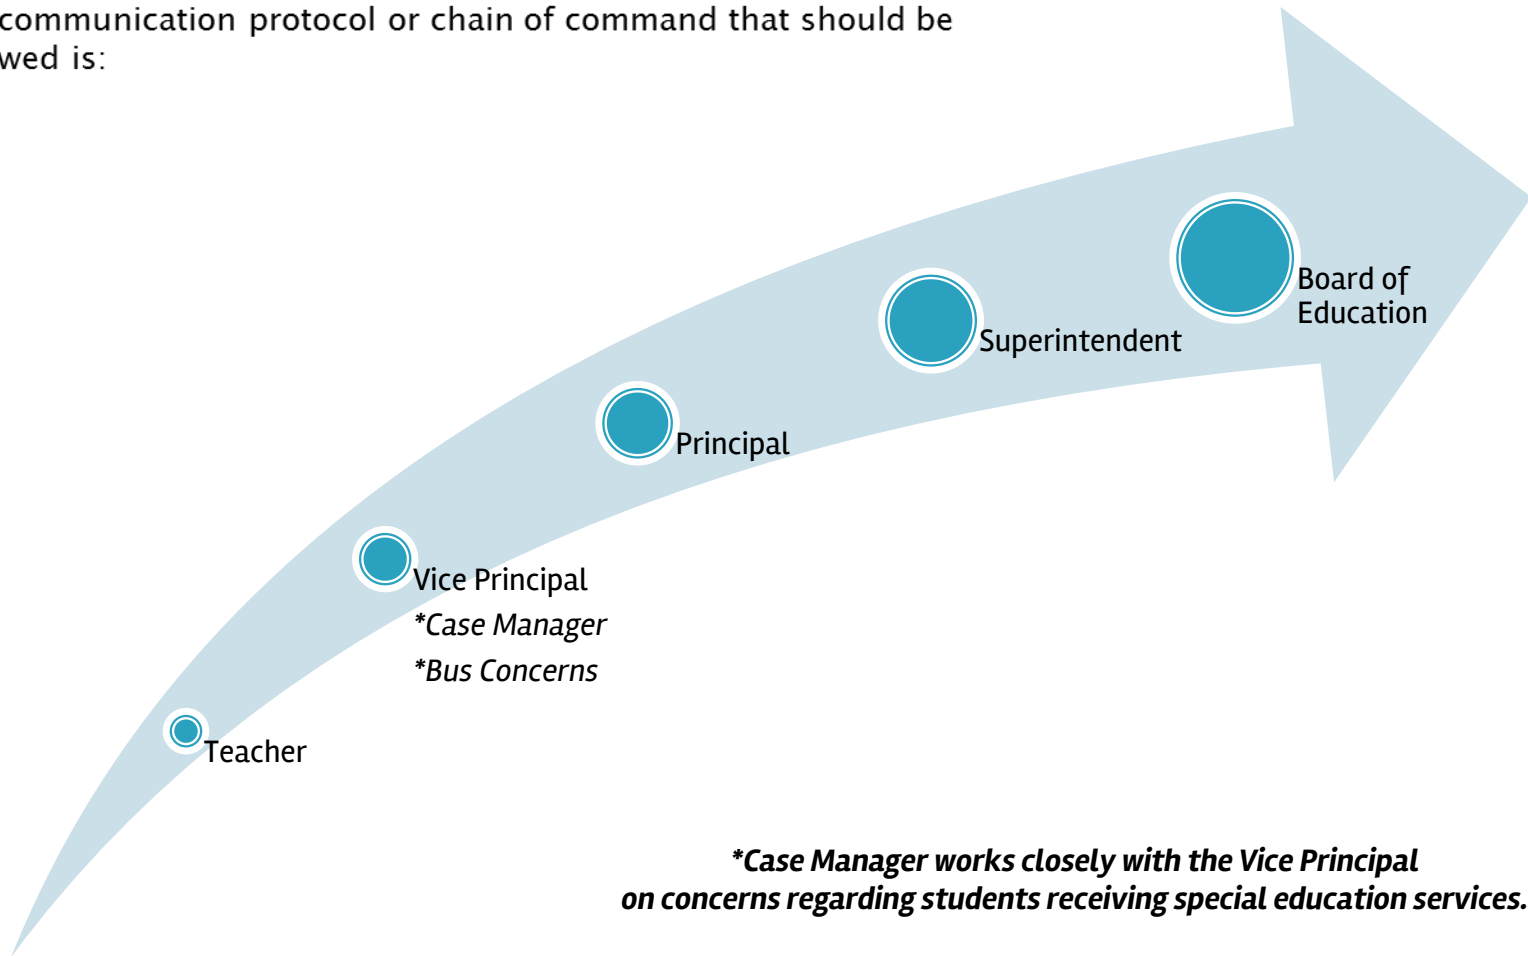 communication protocol or chain of command that should be
wed is:
Board of
Education
Superintendent
Principal
Vice Principal
*Case Manager
*Bus Concerns
Teacher
*Case Manager works closely with the Vice Principal
on concerns regarding students receiving special education services.